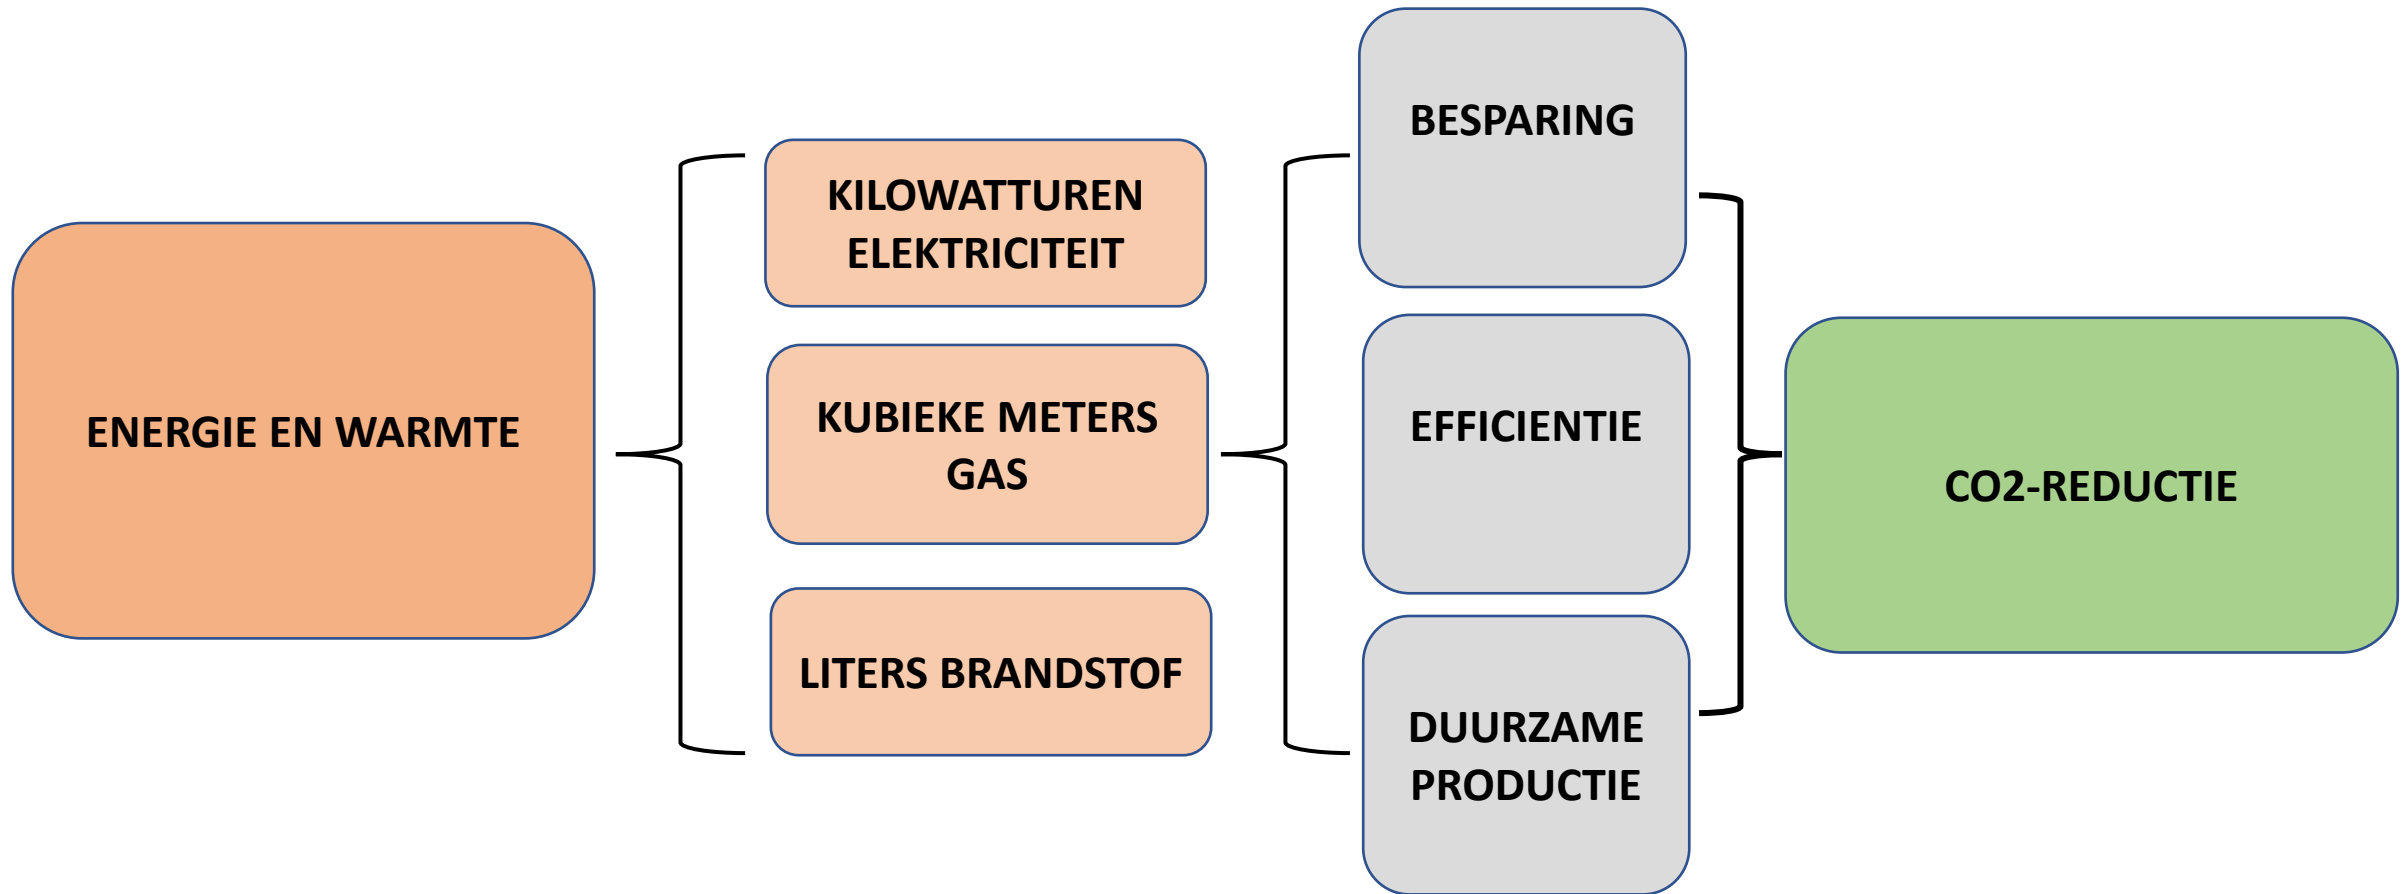 ENERGIE EN WARMTE
KILOWATTUREN
ELEKTRICITEIT
KUBIEKE METERS
GAS
LITERS BRANDSTOF
BESPARING
EFFICIENTIE
DUURZAME
PRODUCTIE
CO2-REDUCTIE